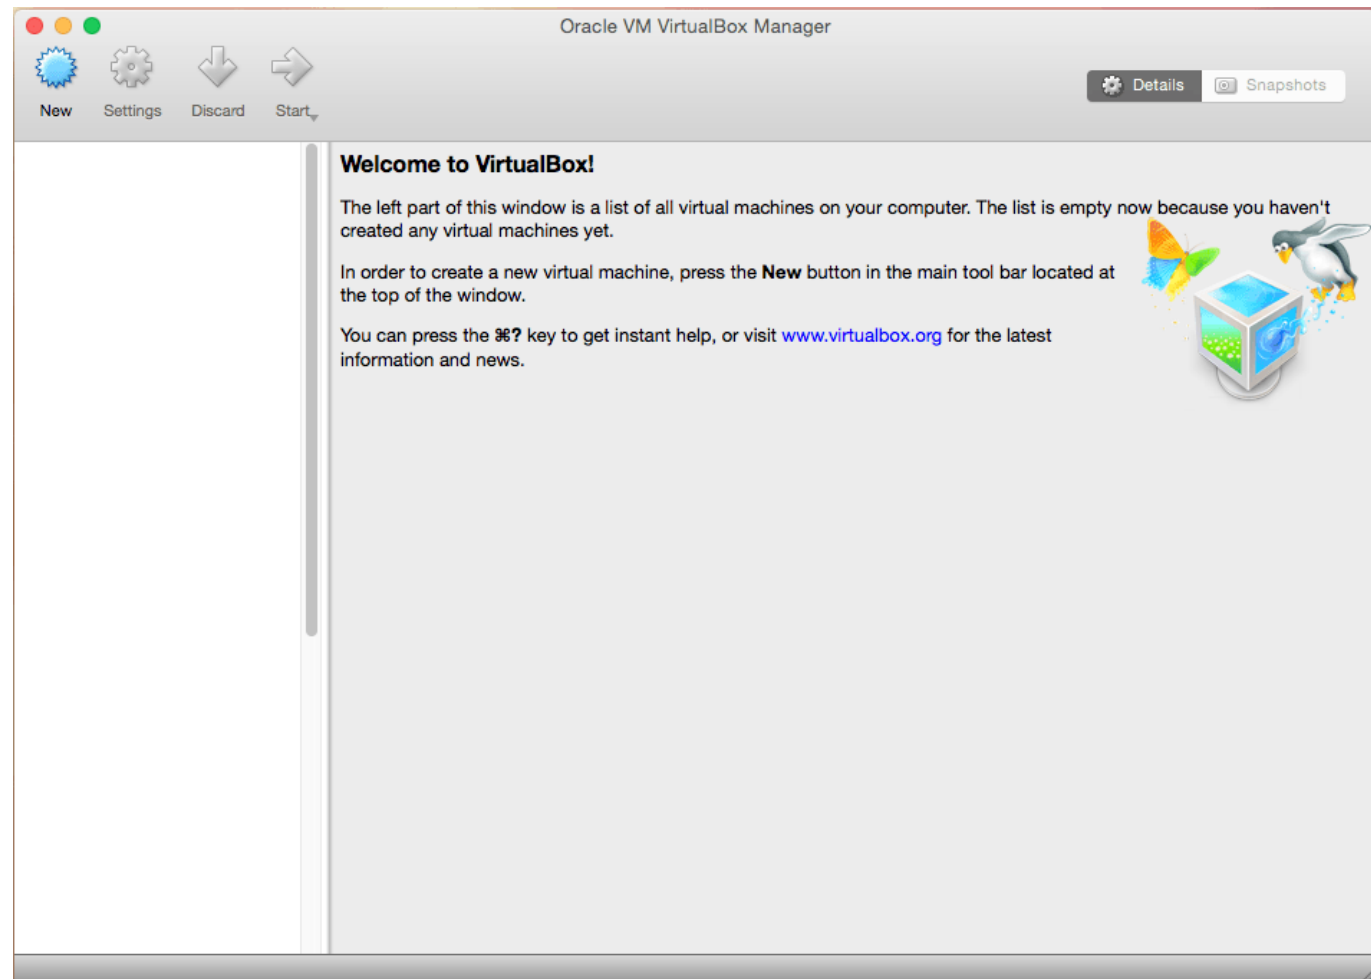 Oracle VM VirtualBox Manager
New Settings Discard Start
Details Snapshots
Welcome to VirtualBox!
The left part of this window is a list of all virtual machines on your computer. The list is empty now because you haven't
created any virtual machines yet.
In order to create a new virtual machine, press the New button in the main tool bar located at
the top of the window.
You can press the ⌘? key to get instant help, or visit www.virtualbox.org for the latest
information and news.